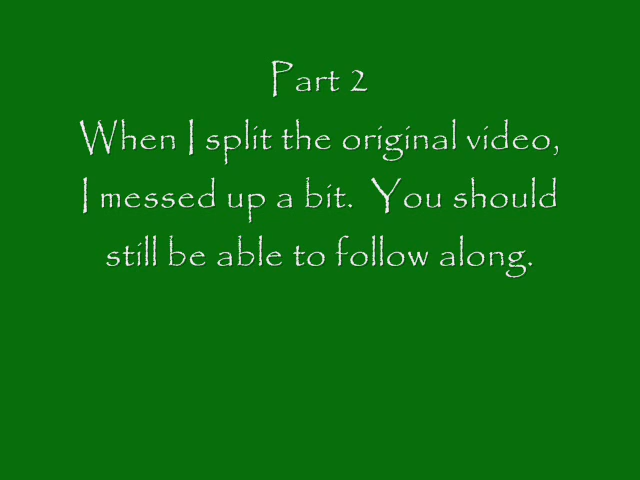 Part 2
When I split the original video,
I messed up a bit.  You should
still be able to follow along.